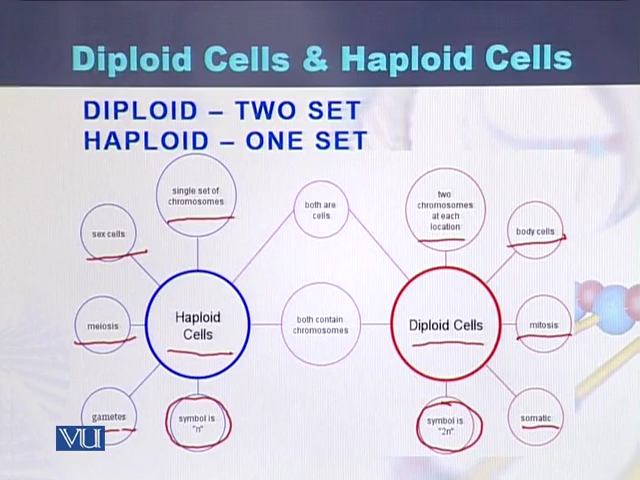 Diploid Cells & Haploid Cells
DIPLOID – TWO SET
HAPLOID – ONE SET
single set of
chromosomes
sex cells
meiosis
gametes
symbol is
"n"
Haploid
Cells
both are
cells
both contain
chromosomes
two
chromosomes
at each
location
body cells
Diploid Cells
mitosis
somatic
symbol is
"2n"
VU